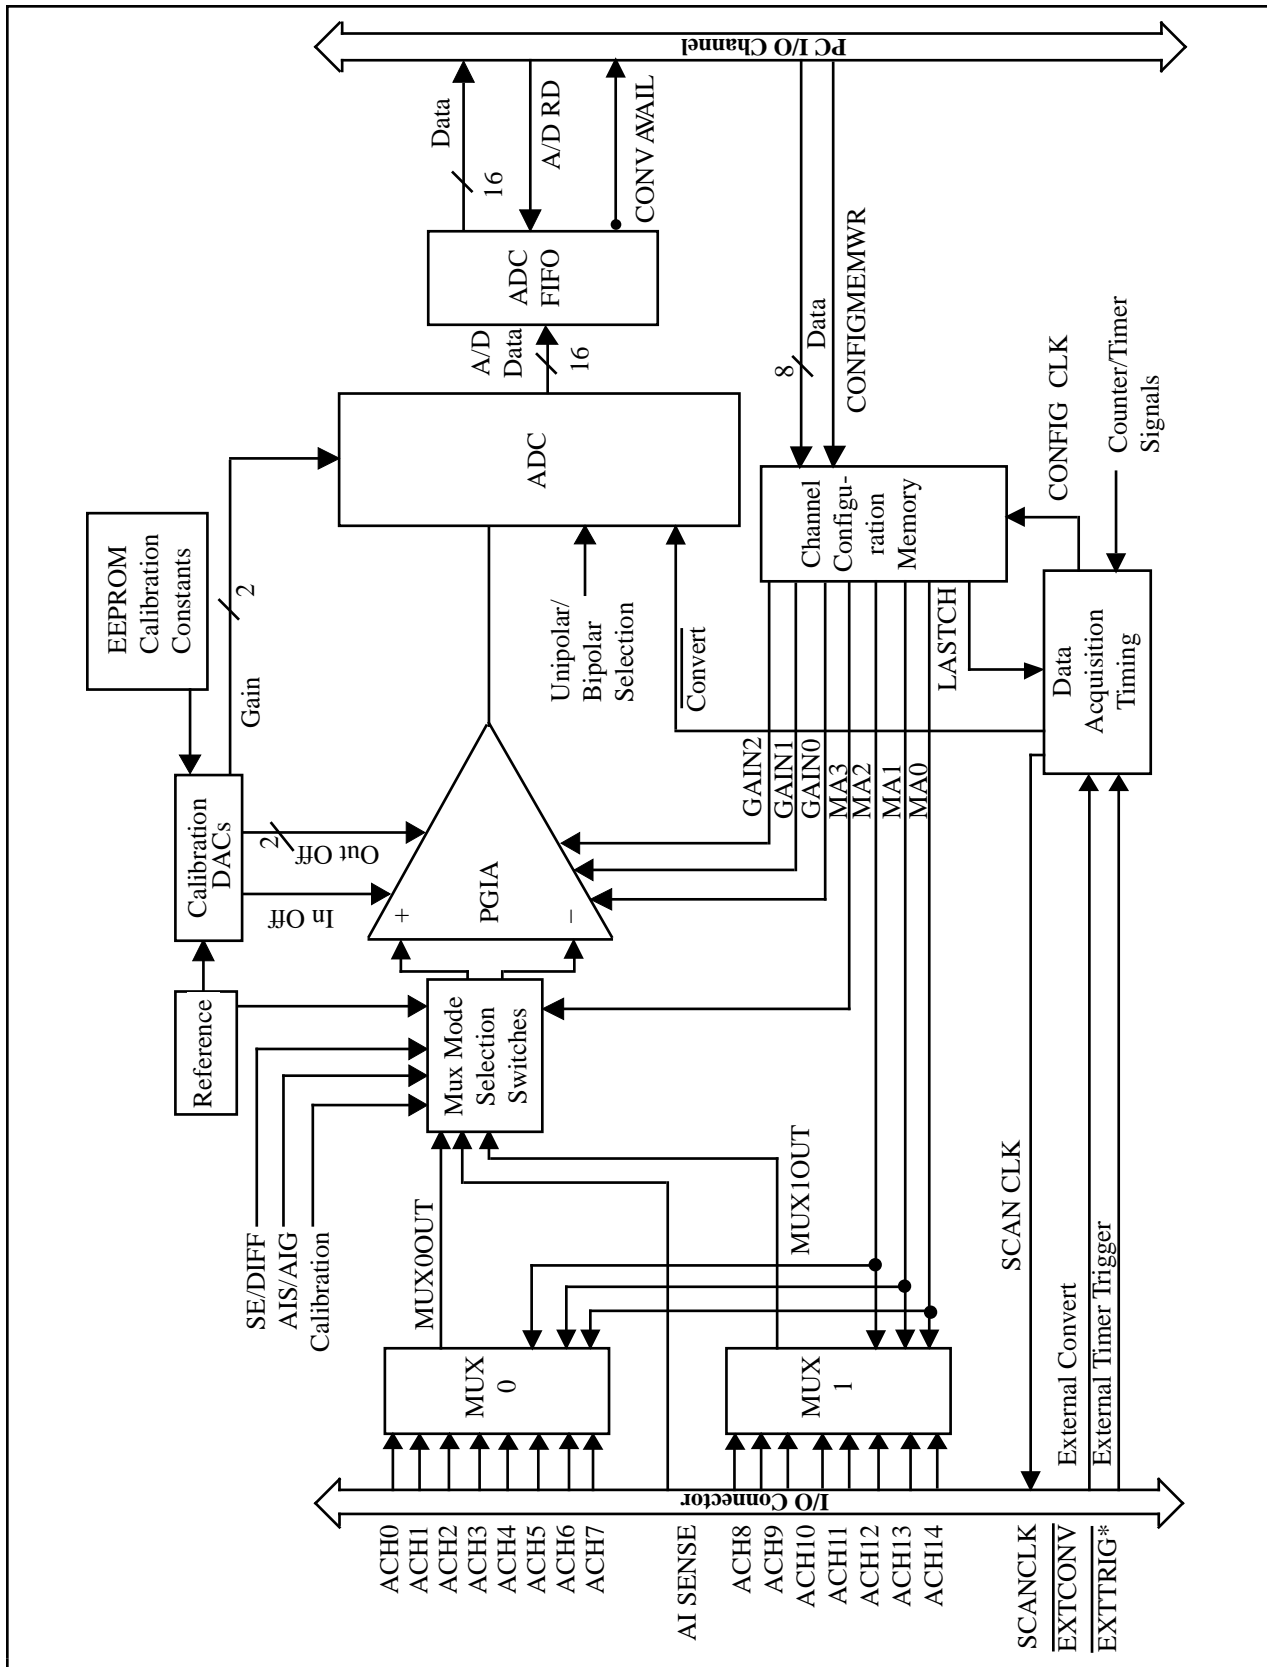 ACH0
ACH1
ACH2
ACH3
ACH4
ACH5
ACH6
ACH7
AI SENSE
ACH8
ACH9
ACH10
ACH11
ACH12
ACH13
ACH14
SCANCLK
EXTCONV
EXTTRIG*
I/O Connector
MUX
0
MUX
1
External Convert
External Timer Trigger
SE/DIFF
AIS/AIG
Calibration
MUX0OUT
MUX1OUT
SCAN CLK
Reference
Mux Mode
Selection
Switches
Calibration
DACs
In Off
Out Off
2
+
PGIA
–
EEPROM
Calibration
Constants
Gain
2
GAIN2
GAIN1
GAIN0
MA3
MA2
MA1
MA0
Unipolar/
Bipolar
Selection
Convert
LASTCH
Data
Acquisition
Timing
ADC
Channel
Configu-
ration
Memory
CONFIG CLK
Counter/Timer
Signals
A/D
Data
16
ADC
FIFO
8
Data
CONFIGMEMWR
Data
16
A/D RD
CONV AVAIL
PC I/O Channel